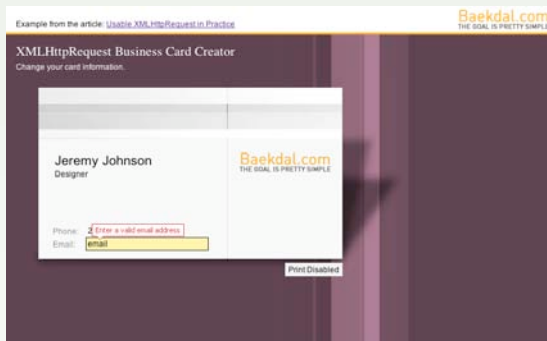 Example from the article: Usable XMLHttpRequest in Practice
Baekdal.com
THE GOAL IS PRETTY SIMPLE
XMLHttpRequest Business Card Creator
Change your card information.
Jeremy Johnson
Designer
Baekdal.com
THE GOAL IS PRETTY SIMPLE
Phone: 2
Enter a valid email address
Email: email
Print Disabled